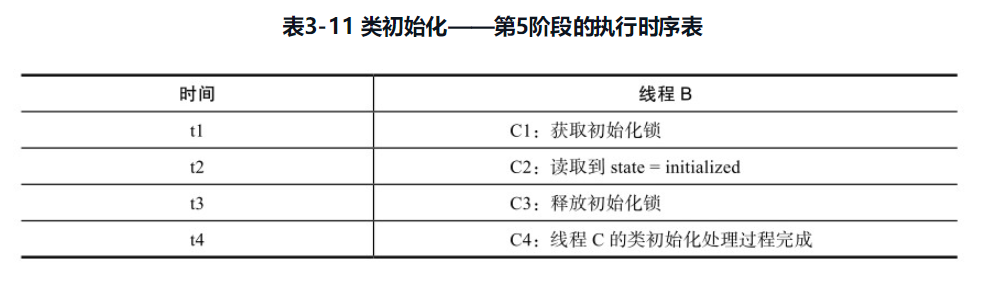 表3-11 类初始化——第5阶段的执行时序表
时间 线程 B
t1 C1：获取初始化锁
t2 C2：读取到 state = initialized
t3 C3：释放初始化锁
t4 C4：线程 C 的类初始化处理过程完成